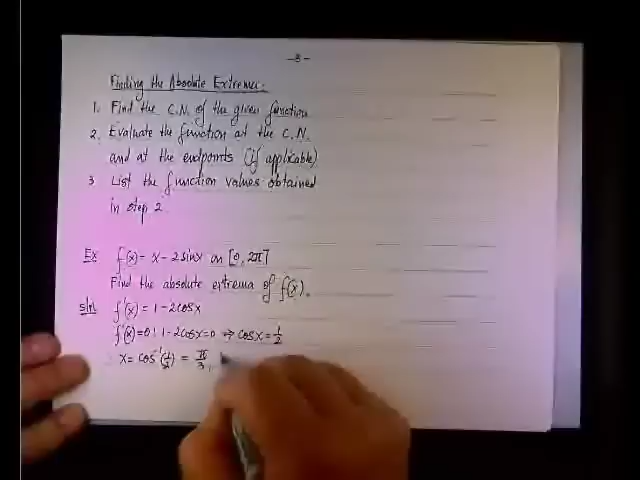 -8-
Finding the Absolute Extrema:
1. Find the C.N. of the given function
2. Evaluate the function at the C.N.
and at the endpoints (if applicable)
3. List the function values obtained
in step 2
Ex: f(x) = x - 2sinx on [0, 2π]
Find the absolute extrema of f(x).
Sln: f'(x) = 1 - 2cosx
f'(x) = 0: 1 - 2cosx = 0 ⇒ cosx = 1/2
x = cos⁻¹(1/2) = π/3,